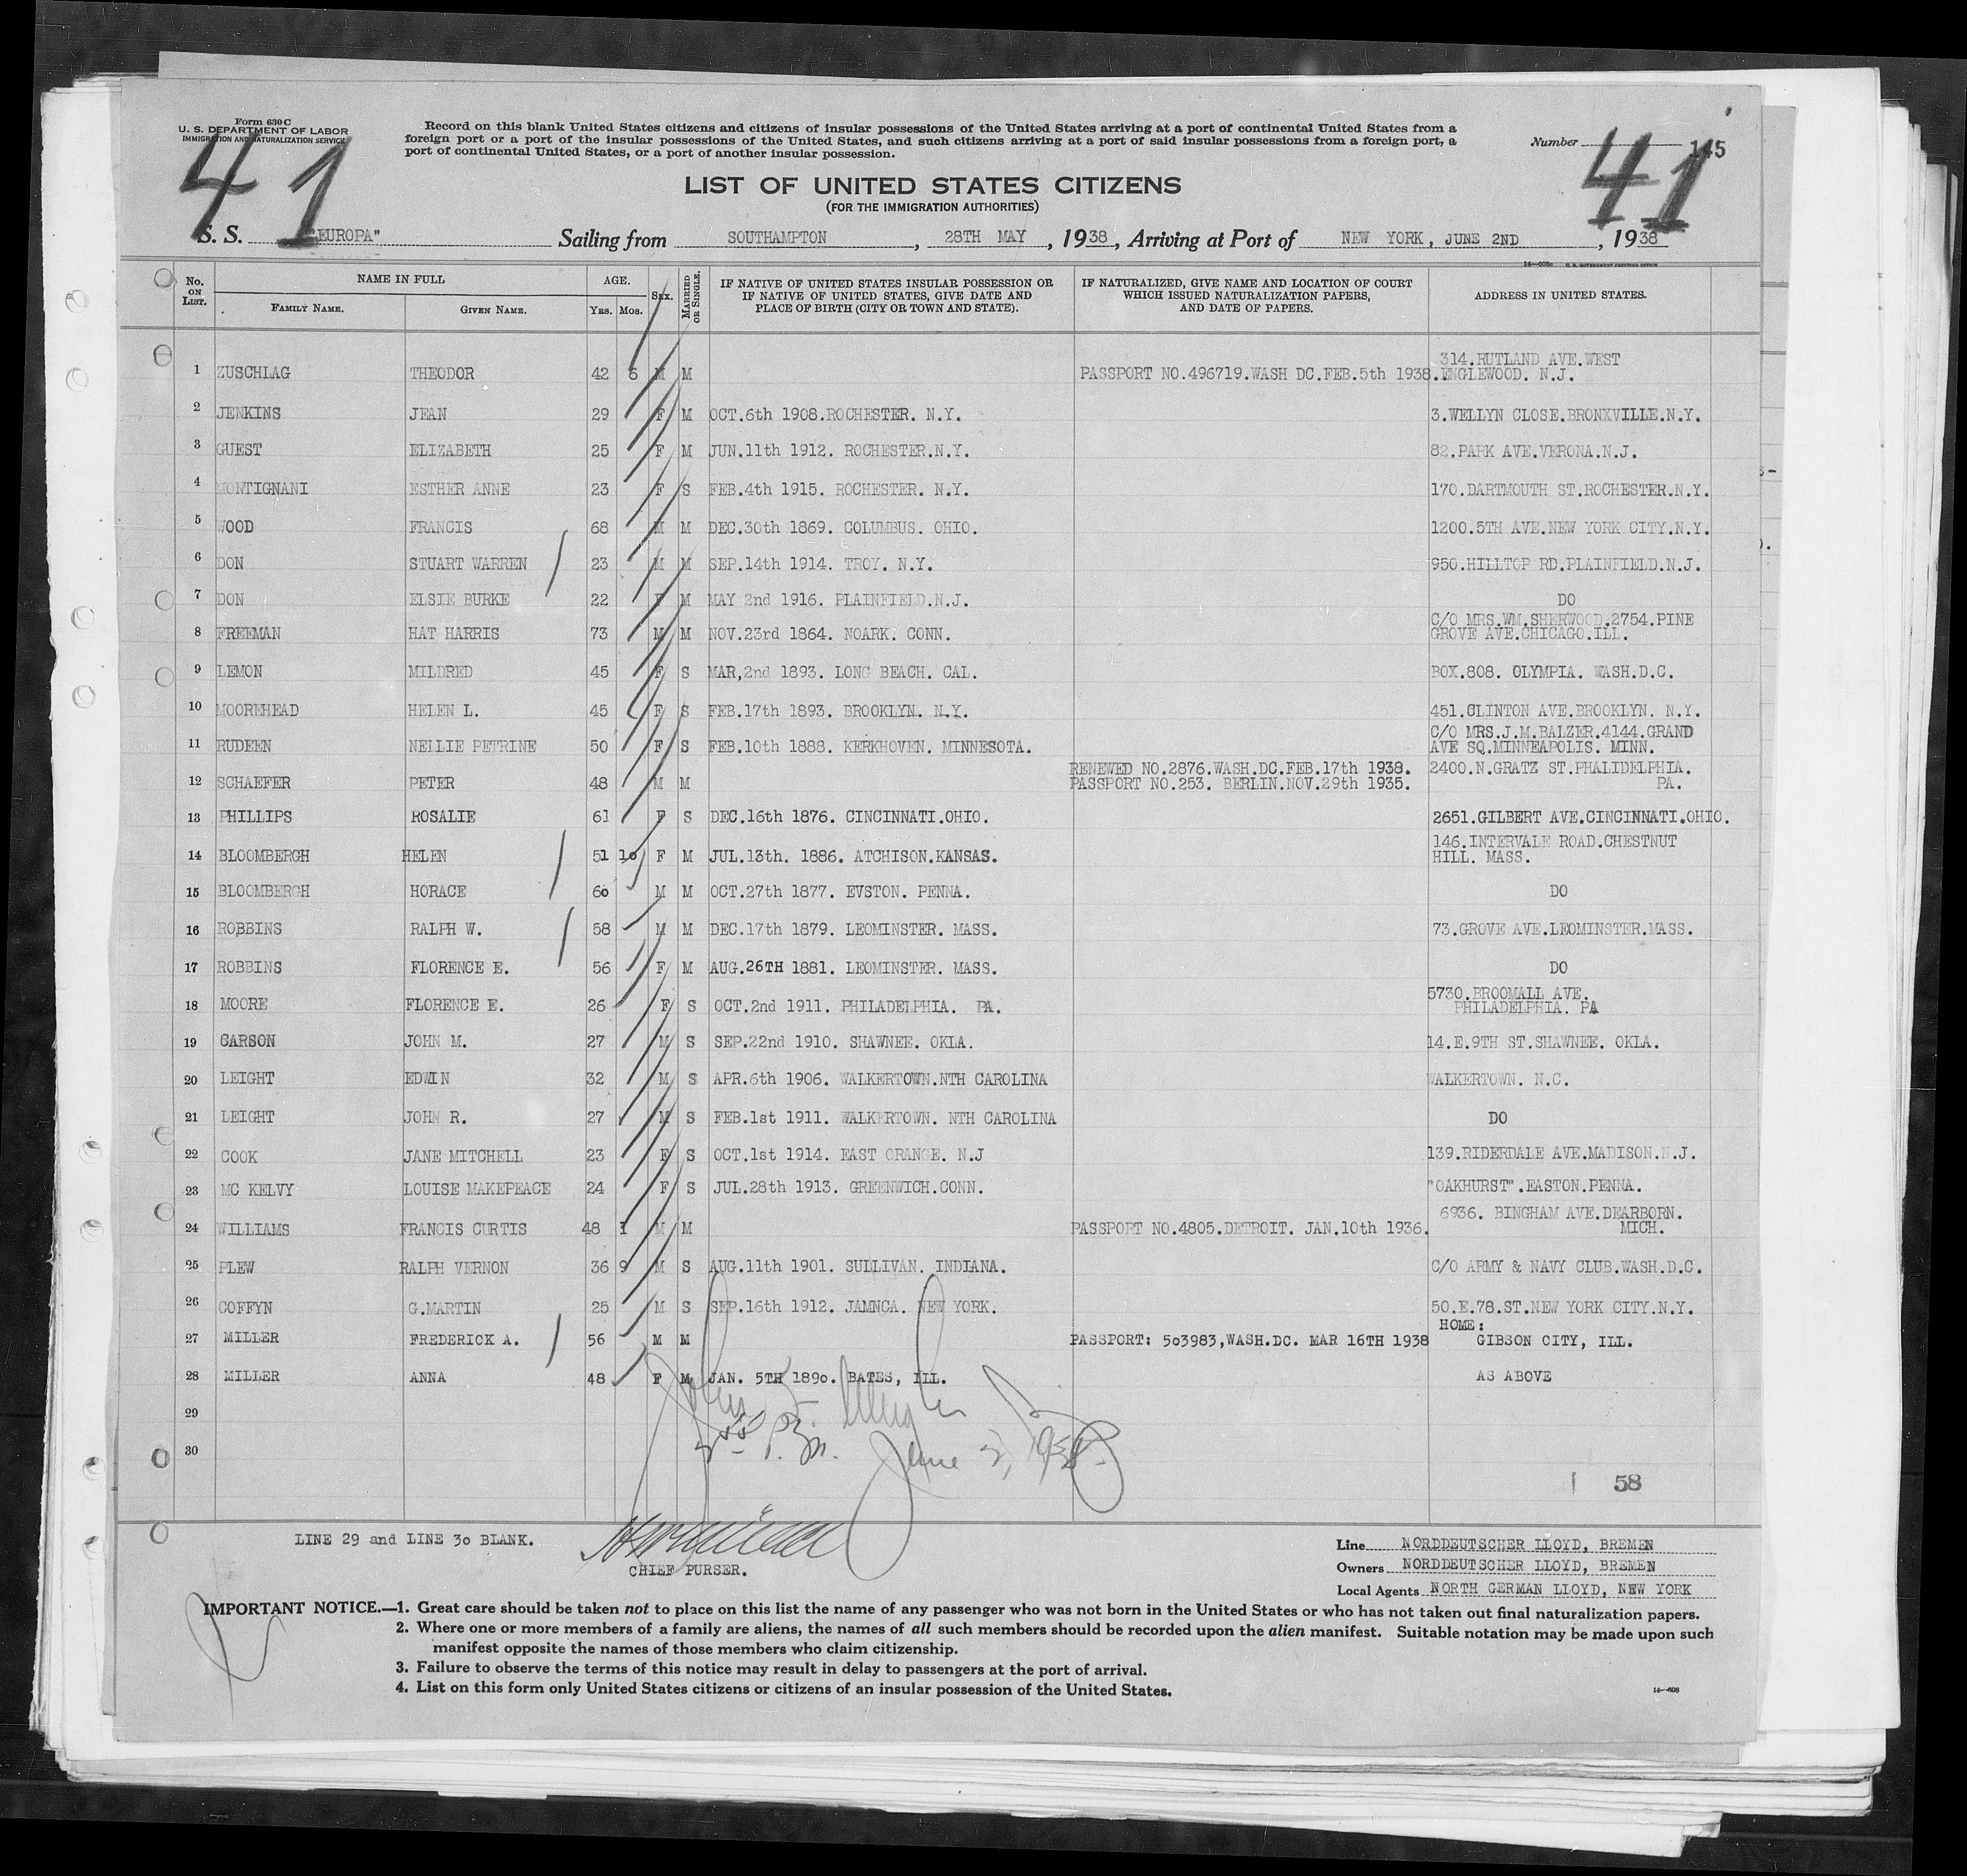 Form 630 C
U. S. DEPARTMENT OF LABOR
IMMIGRATION AND NATURALIZATION SERVICE
41
Record on this blank United States citizens and citizens of insular possessions of the United States arriving at a port of continental United States from a
foreign port or a port of the insular possessions of the United States, and such citizens arriving at a port of said insular possessions from a foreign port, a
port of continental United States, or a port of another insular possession.
Number
41
LIST OF UNITED STATES CITIZENS
(FOR THE IMMIGRATION AUTHORITIES)
S. S. "EUROPA" Sailing from SOUTHAMPTON, 28TH MAY, 1938, Arriving at Port of NEW YORK, JUNE 2ND, 1938
No. ON LIST. NAME IN FULL FAMILY NAME. GIVEN NAME. AGE. YRS. MOS. SEX. MARRIED OR SINGLE. IF NATIVE OF UNITED STATES INSULAR POSSESSION OR IF NATIVE OF UNITED STATES, GIVE DATE AND PLACE OF BIRTH (CITY OR TOWN AND STATE). IF NATURALIZED, GIVE NAME AND LOCATION OF COURT WHICH ISSUED NATURALIZATION PAPERS, AND DATE OF PAPERS. ADDRESS IN UNITED STATES.
1 ZUSCHLAG THEODOR 42 6 M M PASSPORT NO.496719.WASH DC.FEB.5th 1938. 314.RUTLAND AVE.WEST ENGLEWOOD. N.J.
2 JENKINS JEAN 29 F M OCT.6th 1908.ROCHESTER. N.Y. 3.WELLYN CLOSE.BRONXVILLE.N.Y.
3 GUEST ELIZABETH 25 F M JUN.11th 1912. ROCHESTER.N.Y. 82.PARK AVE.VERONA.N.J.
4 MONTIGNANI ESTHER ANNE 23 F S FEB.4th 1915. ROCHESTER. N.Y. 170.DARTMOUTH ST.ROCHESTER.N.Y.
5 WOOD FRANCIS 68 M M DEC.30th 1869. COLUMBUS. OHIO. 1200.5TH AVE.NEW YORK CITY.N.Y.
6 DON STUART WARREN 23 M M SEP.14th 1914. TROY. N.Y. 950.HILLTOP RD.PLAINFIELD.N.J.
7 DON ELSIE BURKE 22 F M MAY 2nd 1916. PLAINFIELD.N.J. DO
8 FREEMAN HAT HARRIS 73 M M NOV.23rd 1864. NOARK. CONN. C/O MRS.WM.SHERWOOD.2754.PINE GROVE AVE.CHICAGO.ILL.
9 LEMON MILDRED 45 F S MAR,2nd 1893. LONG BEACH. CAL. BOX.808. OLYMPIA. WASH.D.C.
10 MOOREHEAD HELEN L. 45 F S FEB.17th 1893. BROOKLYN. N.Y. 451.CLINTON AVE.BROOKLYN. N.Y.
11 RUDEEN NELLIE PETRINE 50 F S FEB.10th 1888. KERKHOVEN. MINNESOTA. C/O MRS.J.M.BALZER.4144.GRAND AVE SQ.MINNEAPOLIS. MINN.
12 SCHAEFER PETER 48 M M RENEWED NO.2876.WASH.DC.FEB.17th 1938. PASSPORT NO.253. BERLIN.NOV.29th 1935. 2400.N.GRATZ ST.PHALIDELPHIA. PA.
13 PHILLIPS ROSALIE 61 F S DEC.16th 1876. CINCINNATI.OHIO. 2651.GILBERT AVE.CINCINNATI.OHIO.
14 BLOOMBERGH HELEN 51 10 F M JUL.13th. 1886. ATCHISON.KANSAS. 146.INTERVALE ROAD.CHESTNUT HILL. MASS.
15 BLOOMBERGH HORACE 60 M M OCT.27th 1877. EVSTON. PENNA. DO
16 ROBBINS RALPH W. 58 M M DEC.17th 1879. LEOMINSTER. MASS. 73.GROVE AVE.LEOMINSTER.MASS.
17 ROBBINS FLORENCE E. 56 F M AUG.26TH 1881. LEOMINSTER. MASS. DO
18 MOORE FLORENCE E. 26 F S OCT.2nd 1911. PHILADELPHIA. PA. 5730.BROOMALL AVE. PHILADELPHIA. PA
19 CARSON JOHN M. 27 M S SEP.22nd 1910. SHAWNEE. OKLA. 14.E.9TH ST.SHAWNEE. OKLA.
20 LEIGHT EDWIN 32 M S APR.6th 1906. WALKERTOWN.NTH CAROLINA WALKERTOWN. N.C.
21 LEIGHT JOHN R. 27 M S FEB.1st 1911. WALKERTOWN. NTH CAROLINA DO
22 COOK JANE MITCHELL 23 F S OCT.1st 1914. EAST ORANGE. N.J 139.RIDERDALE AVE.MADISON.N.J.
23 MC KELVY LOUISE MAKEPEACE 24 F S JUL.28th 1913. GREENWICH.CONN. "OAKHURST".EASTON.PENNA.
24 WILLIAMS FRANCIS CURTIS 48 1 M M PASSPORT NO.4805.DETROIT. JAN.10th 1936. 6936. BINGHAM AVE.DEARBORN. MICH.
25 PLEW RALPH VERNON 36 9 M S AUG.11th 1901. SULLIVAN. INDIANA. C/O ARMY & NAVY CLUB.WASH.D.C.
26 COFFYN G.MARTIN 25 M S SEP.16th 1912. JAMNCA. NEW YORK. 50.E.78.ST.NEW YORK CITY.N.Y.
27 MILLER FREDERICK A. 56 M M PASSPORT: 503983,WASH.DC. MAR 16TH 1938 HOME: GIBSON CITY, ILL.
28 MILLER ANNA 48 F M JAN. 5TH 1890. BATES, ILL. AS ABOVE
29
30
June 2, 1938.
58
LINE 29 and LINE 30 BLANK.
CHIEF PURSER.
Line NORDDEUTSCHER LLOYD, BREMEN
Owners NORDDEUTSCHER LLOYD, BREMEN
Local Agents NORTH GERMAN LLOYD, NEW YORK
IMPORTANT NOTICE.—1. Great care should be taken not to place on this list the name of any passenger who was not born in the United States or who has not taken out final naturalization papers.
2. Where one or more members of a family are aliens, the names of all such members should be recorded upon the alien manifest. Suitable notation may be made upon such
manifest opposite the names of those members who claim citizenship.
3. Failure to observe the terms of this notice may result in delay to passengers at the port of arrival.
4. List on this form only United States citizens or citizens of an insular possession of the United States.